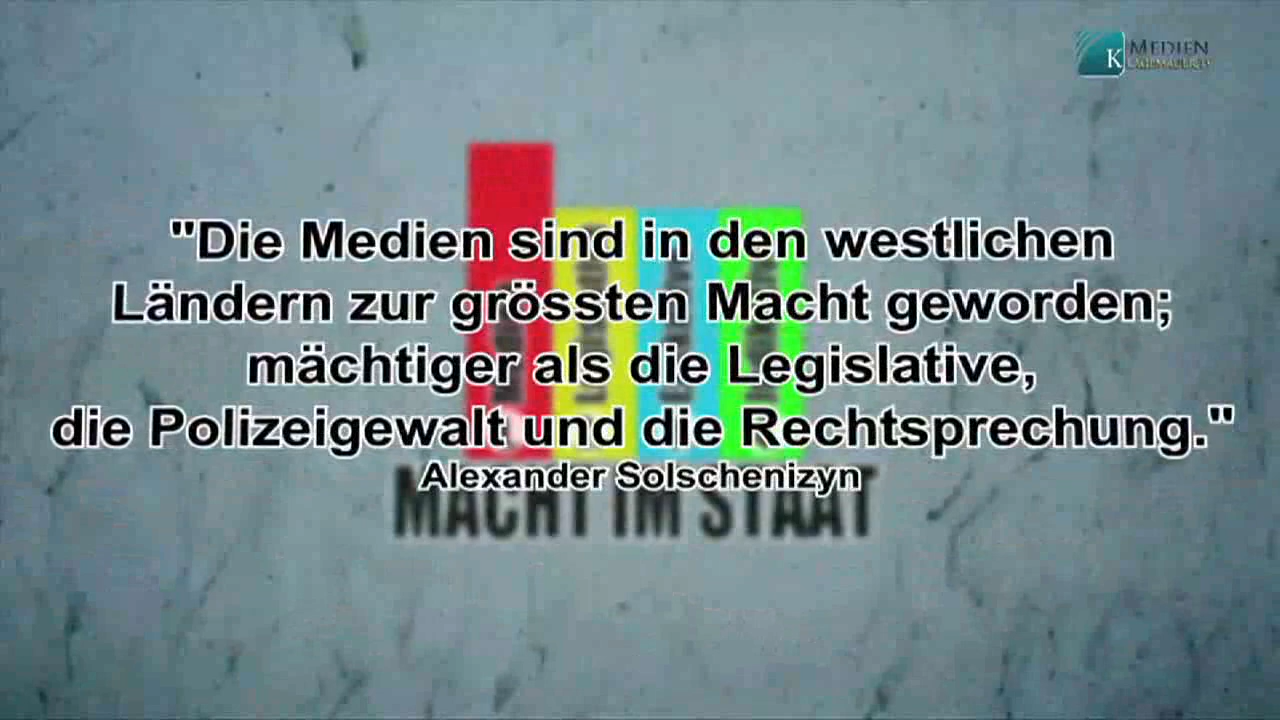 K MEDIEN
"Die Medien sind in den westlichen
Ländern zur grössten Macht geworden;
mächtiger als die Legislative,
die Polizeigewalt und die Rechtsprechung."
Alexander Solschenizyn
MACHT IM STAAT